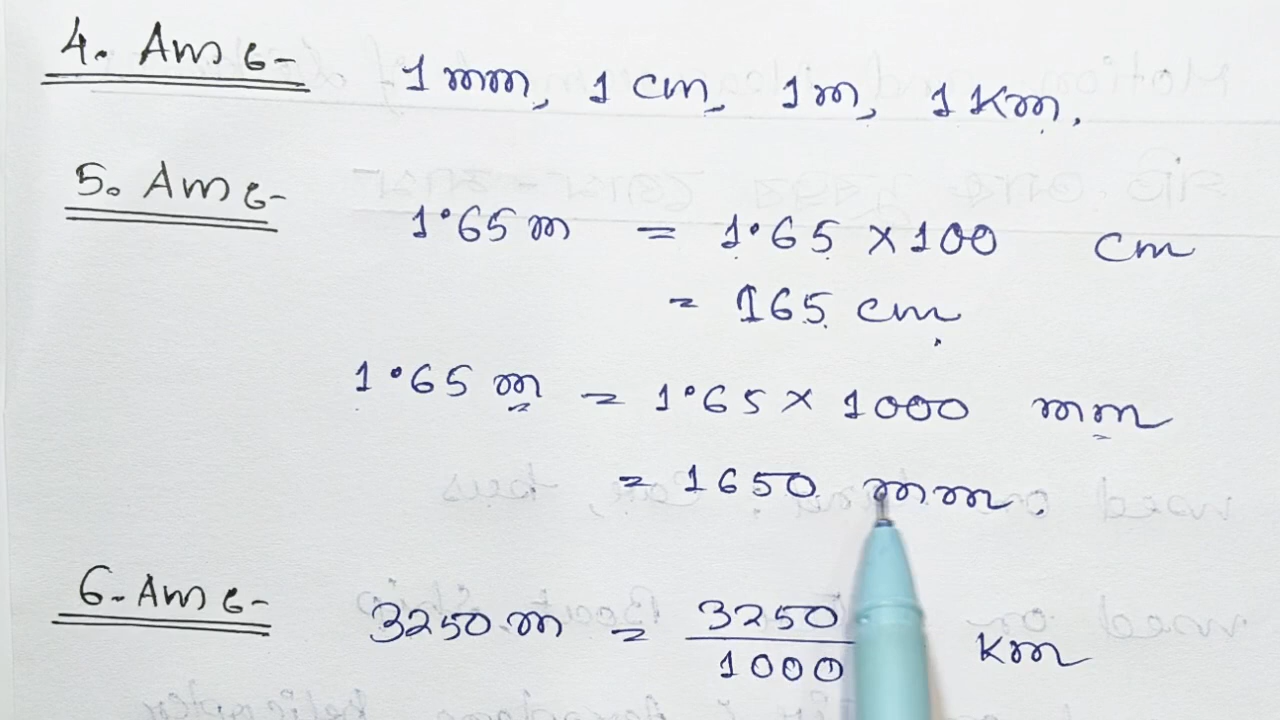 4. Ans:-
1 mm, 1 cm, 1 m, 1 Km.
5. Ans:-
1.65 m = 1.65 × 100 cm
= 165 cm.
1.65 m = 1.65 × 1000 mm
= 1650 mm.
6. Ans:-
3250 m = 3250/1000 Km